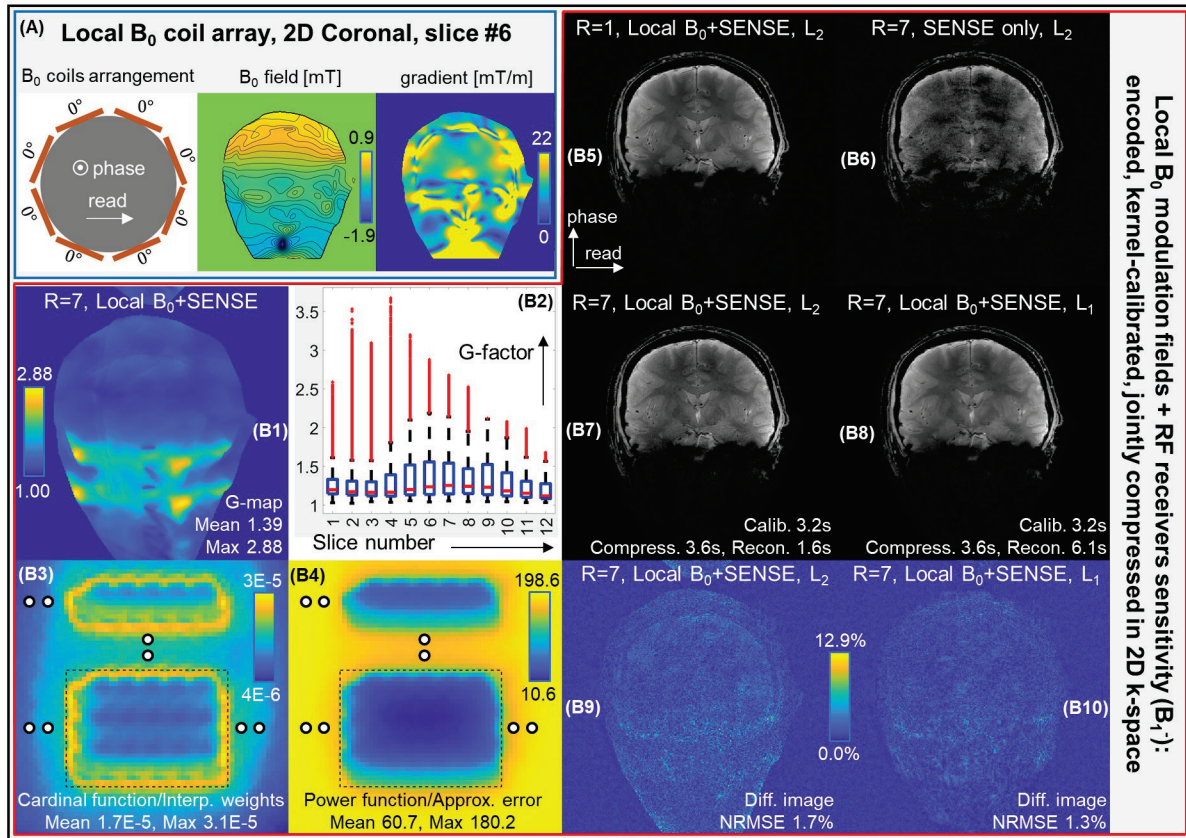 (A) Local B₀ coil array, 2D Coronal, slice #6
B₀ coils arrangement
B₀ field [mT]
gradient [mT/m]
0° 0°
0° 0°
phase
read
0° 0°
0° 0°
0.9
-1.9
22
0
R=1, Local B₀+SENSE, L₂
R=7, SENSE only, L₂
(B5)
(B6)
phase
read
R=7, Local B₀+SENSE
2.88
1.00
(B1)
G-map
Mean 1.39
Max 2.88
(B2)
G-factor
3.5
3
2.5
2
1.5
1
1 2 3 4 5 6 7 8 9 10 11 12
Slice number
R=7, Local B₀+SENSE, L₂
R=7, Local B₀+SENSE, L₁
(B7)
(B8)
Calib. 3.2s
Compress. 3.6s, Recon. 1.6s
Calib. 3.2s
Compress. 3.6s, Recon. 6.1s
(B3)
3E-5
4E-6
Cardinal function/Interp. weights
Mean 1.7E-5, Max 3.1E-5
(B4)
198.6
10.6
Power function/Approx. error
Mean 60.7, Max 180.2
R=7, Local B₀+SENSE, L₂
R=7, Local B₀+SENSE, L₁
12.9%
0.0%
(B9)
(B10)
Diff. image
NRMSE 1.7%
Diff. image
NRMSE 1.3%
Local B₀ modulation fields + RF receivers sensitivity (B₁⁻):
encoded, kernel-calibrated, jointly compressed in 2D k-space